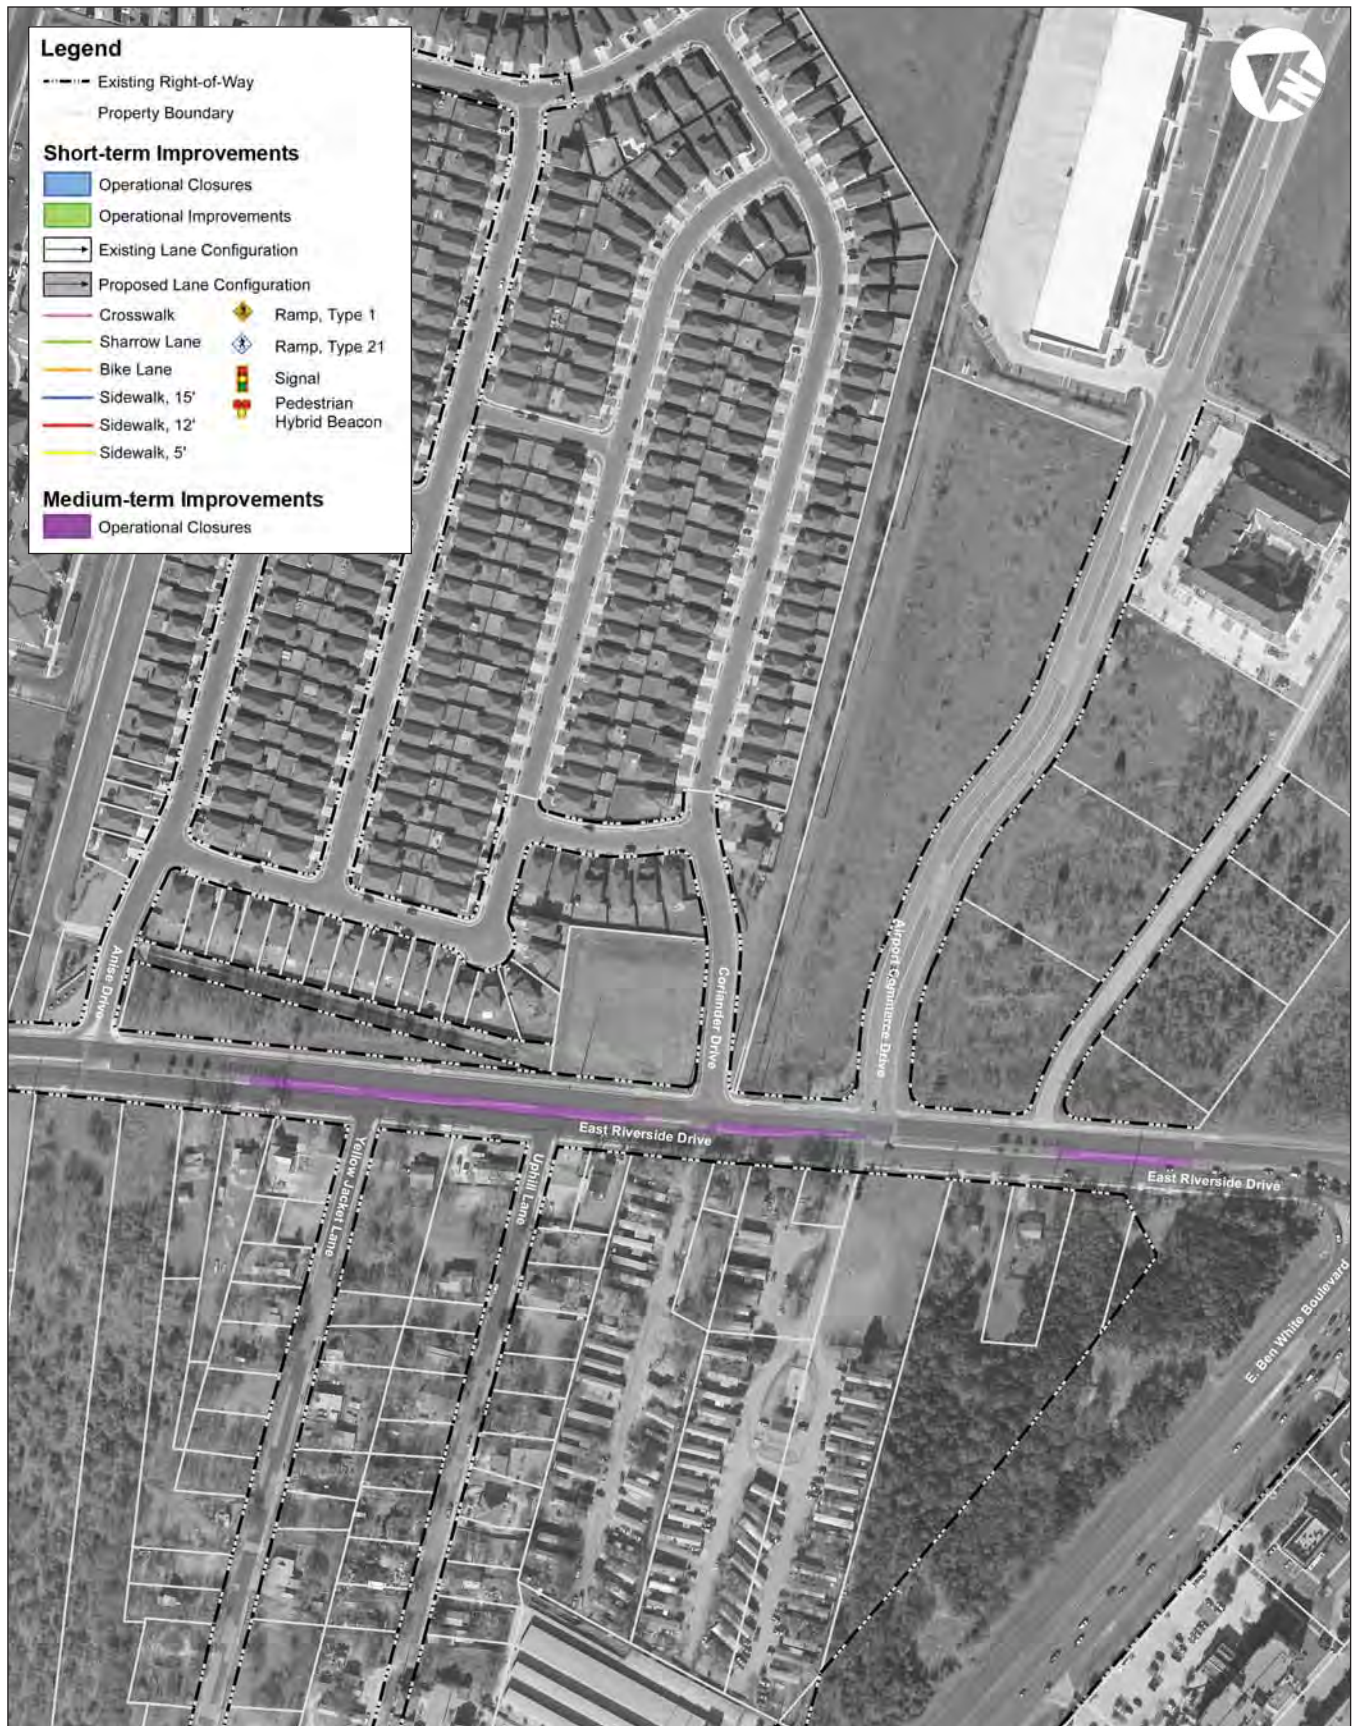 Legend
Existing Right-of-Way
Property Boundary
Short-term Improvements
Operational Closures
Operational Improvements
Existing Lane Configuration
Proposed Lane Configuration
Crosswalk
Sharrow Lane
Bike Lane
Sidewalk, 15'
Sidewalk, 12'
Sidewalk, 5'
Ramp, Type 1
Ramp, Type 21
Signal
Pedestrian
Hybrid Beacon
Medium-term Improvements
Operational Closures
N
Anise Drive
Coriander Drive
Airport Commerce Drive
East Riverside Drive
East Riverside Drive
Yellow Jacket Lane
Uphill Lane
E. Ben White Boulevard